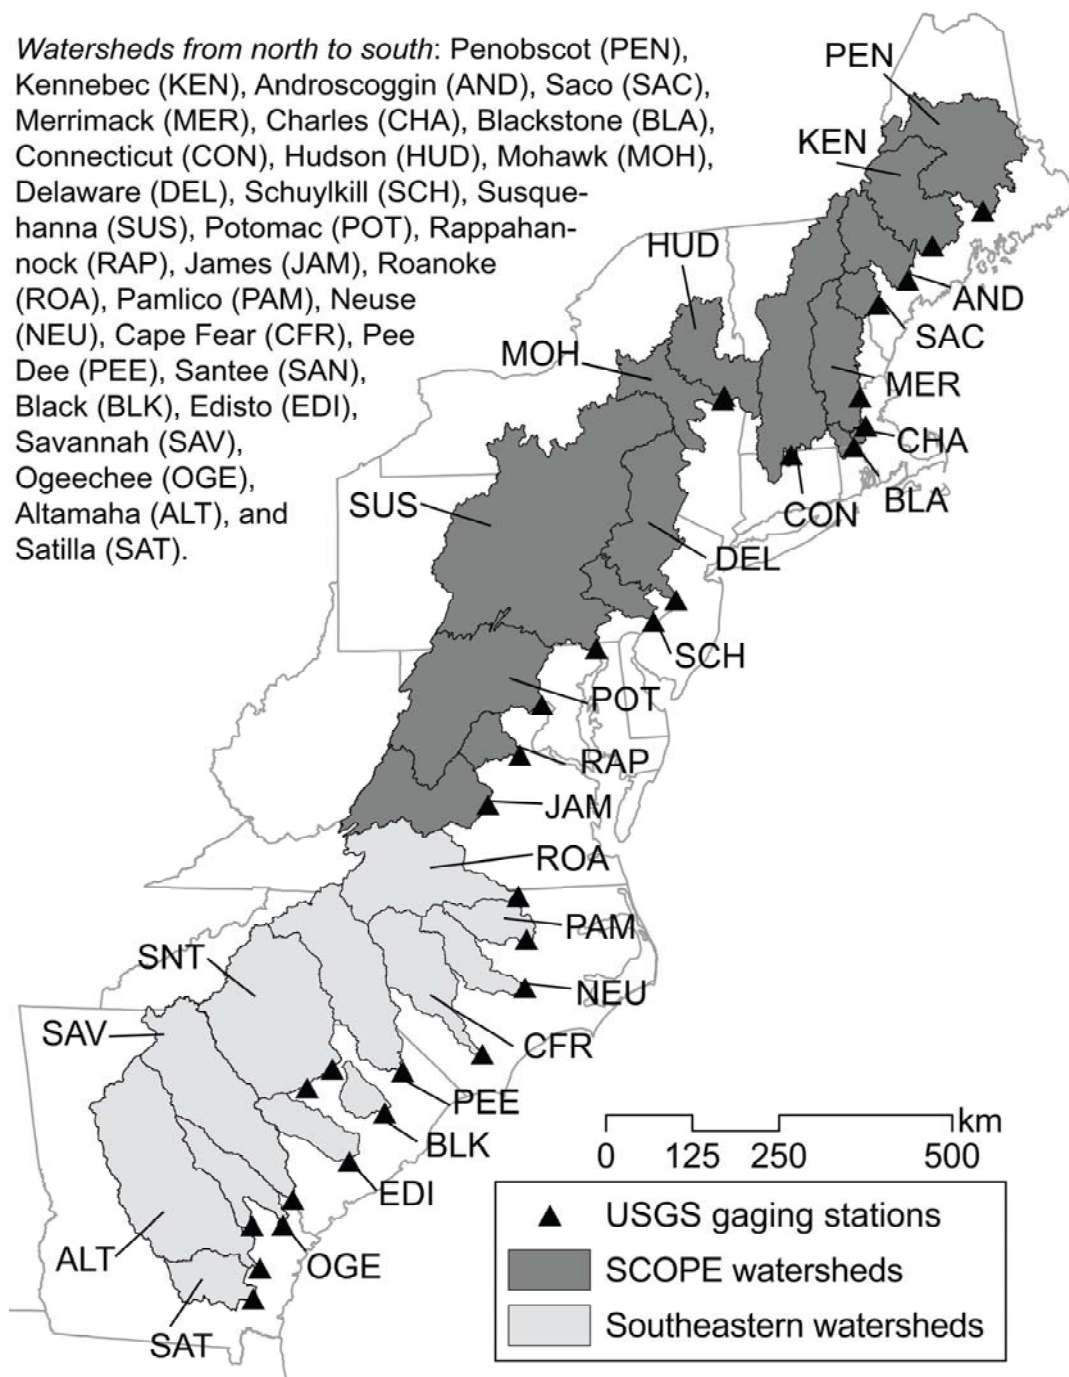 Watersheds from north to south: Penobscot (PEN),
Kennebec (KEN), Androscoggin (AND), Saco (SAC),
Merrimack (MER), Charles (CHA), Blackstone (BLA),
Connecticut (CON), Hudson (HUD), Mohawk (MOH),
Delaware (DEL), Schuylkill (SCH), Susque-
hanna (SUS), Potomac (POT), Rappahan-
nock (RAP), James (JAM), Roanoke
(ROA), Pamlico (PAM), Neuse
(NEU), Cape Fear (CFR), Pee
Dee (PEE), Santee (SAN),
Black (BLK), Edisto (EDI),
Savannah (SAV),
Ogeechee (OGE),
Altamaha (ALT), and
Satilla (SAT).
PEN
KEN
HUD
AND
SAC
MOH
MER
CHA
BLA
CON
SUS
DEL
SCH
POT
RAP
JAM
ROA
PAM
SNT
NEU
SAV
CFR
PEE
BLK
EDI
OGE
ALT
SAT
km
0 125 250 500
USGS gaging stations
SCOPE watersheds
Southeastern watersheds